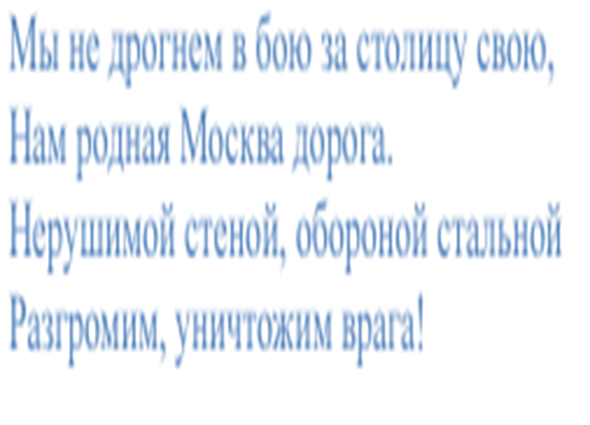 Мы не дрогнем в бою за столицу свою,
Нам родная Москва дорога.
Нерушимой стеной, обороной стальной
Разгромим, уничтожим врага!